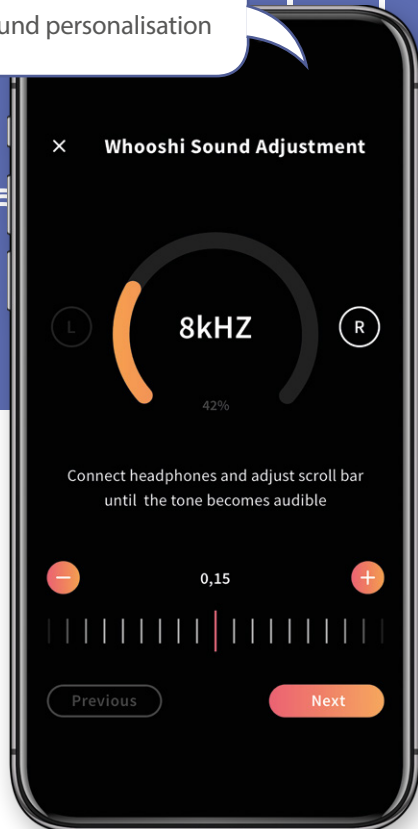 und personalisation
× Whooshi Sound Adjustment
L 8kHZ R
42%
Connect headphones and adjust scroll bar
until the tone becomes audible
− 0,15 +
Previous Next